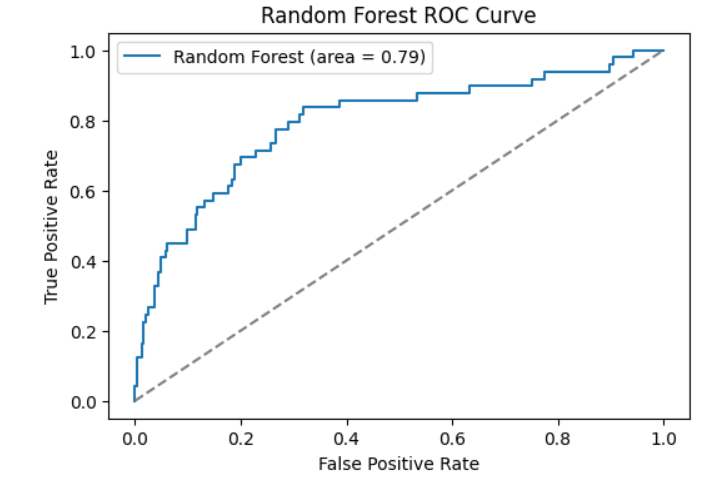 Random Forest ROC Curve
Random Forest (area = 0.79)
1.0
0.8
0.6
0.4
0.2
0.0
True Positive Rate
0.0 0.2 0.4 0.6 0.8 1.0
False Positive Rate